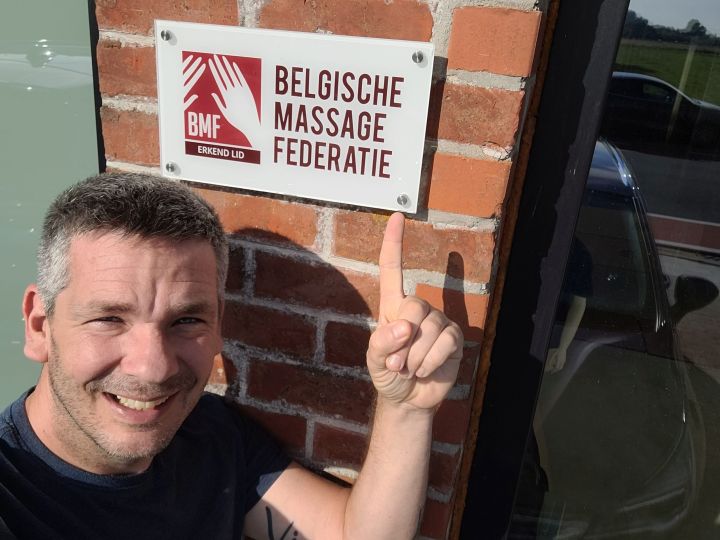 BMF
ERKEND LID
BELGISCHE
MASSAGE
FEDERATIE